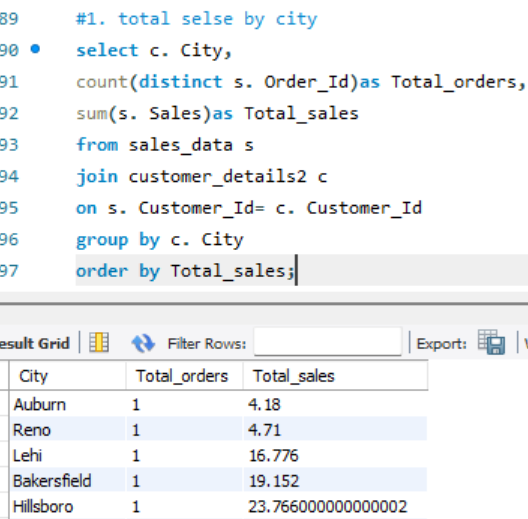 89 #1. total selse by city
90 select c. City,
91 count(distinct s. Order_Id)as Total_orders,
92 sum(s. Sales)as Total_sales
93 from sales_data s
94 join customer_details2 c
95 on s. Customer_Id= c. Customer_Id
96 group by c. City
97 order by Total_sales;
esult Grid Filter Rows: Export:
City Total_orders Total_sales
Auburn 1 4.18
Reno 1 4.71
Lehi 1 16.776
Bakersfield 1 19.152
Hillsboro 1 23.766000000000002